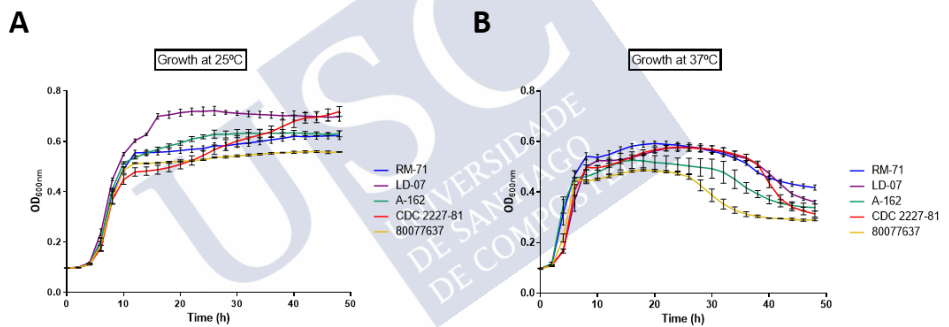 A
B
Growth at 25ºC
Growth at 37ºC
0.8
0.6
0.4
0.2
0.0
OD600nm
0
10
20
30
40
50
Time (h)
RM-71
LD-07
A-162
CDC 2227-81
80077637
0.8
0.6
0.4
0.2
0.0
OD600nm
0
10
20
30
40
50
Time (h)
RM-71
LD-07
A-162
CDC 2227-81
80077637
USC
UNIVERSIDADE
DE SANTIAGO
DE COMPOSTELA